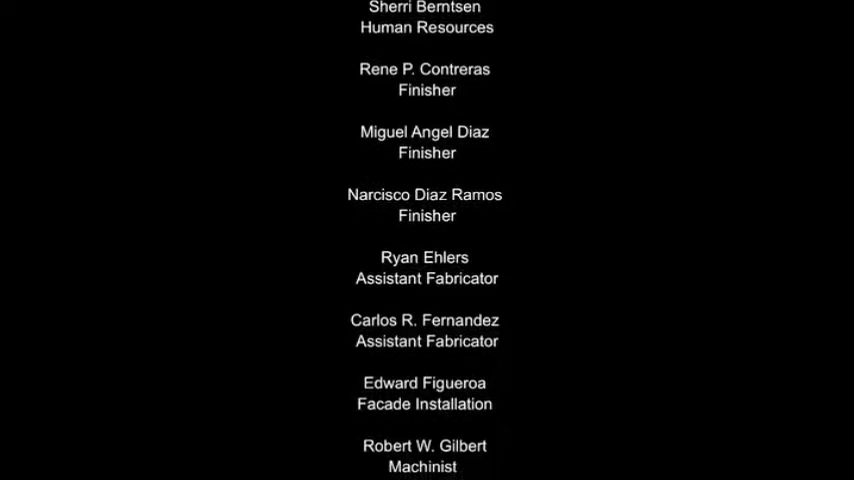 Sherri Berntsen
Human Resources
Rene P. Contreras
Finisher
Miguel Angel Diaz
Finisher
Narcisco Diaz Ramos
Finisher
Ryan Ehlers
Assistant Fabricator
Carlos R. Fernandez
Assistant Fabricator
Edward Figueroa
Facade Installation
Robert W. Gilbert
Machinist